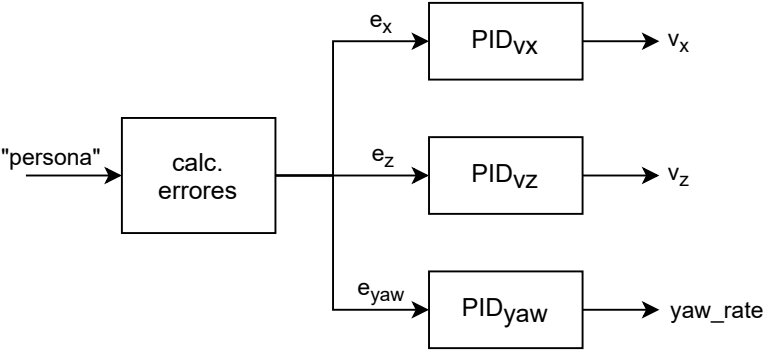 e_x
PID_vx
v_x
"persona"
calc.
errores
e_z
PID_vz
v_z
e_yaw
PID_yaw
yaw_rate